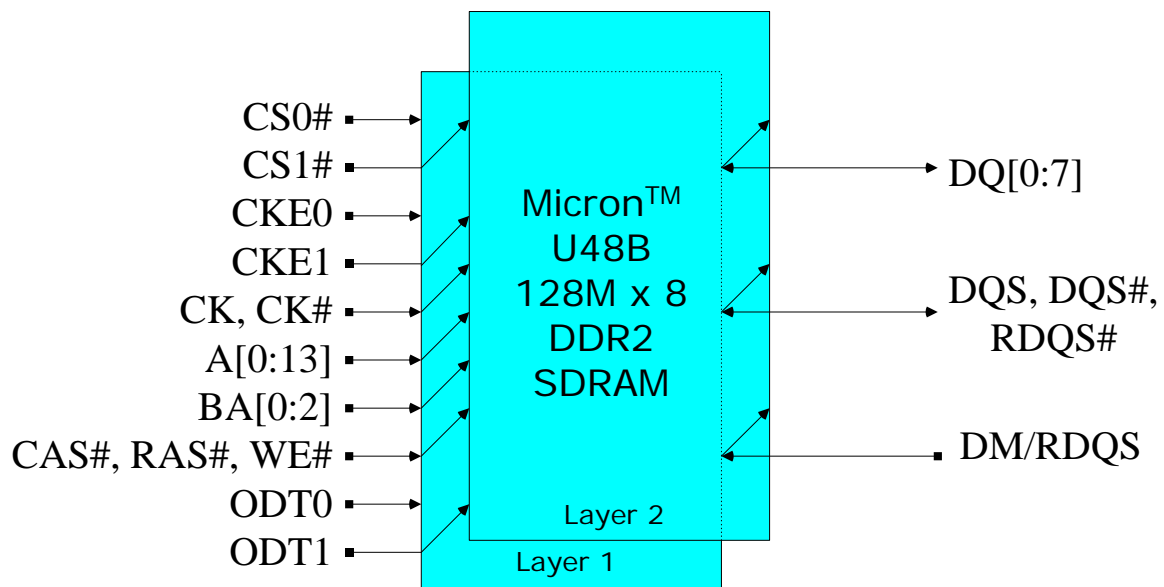 CS0#
CS1#
CKE0
CKE1
CK, CK#
A[0:13]
BA[0:2]
CAS#, RAS#, WE#
ODT0
ODT1
Micron™
U48B
128M x 8
DDR2
SDRAM
Layer 2
Layer 1
DQ[0:7]
DQS, DQS#,
RDQS#
DM/RDQS